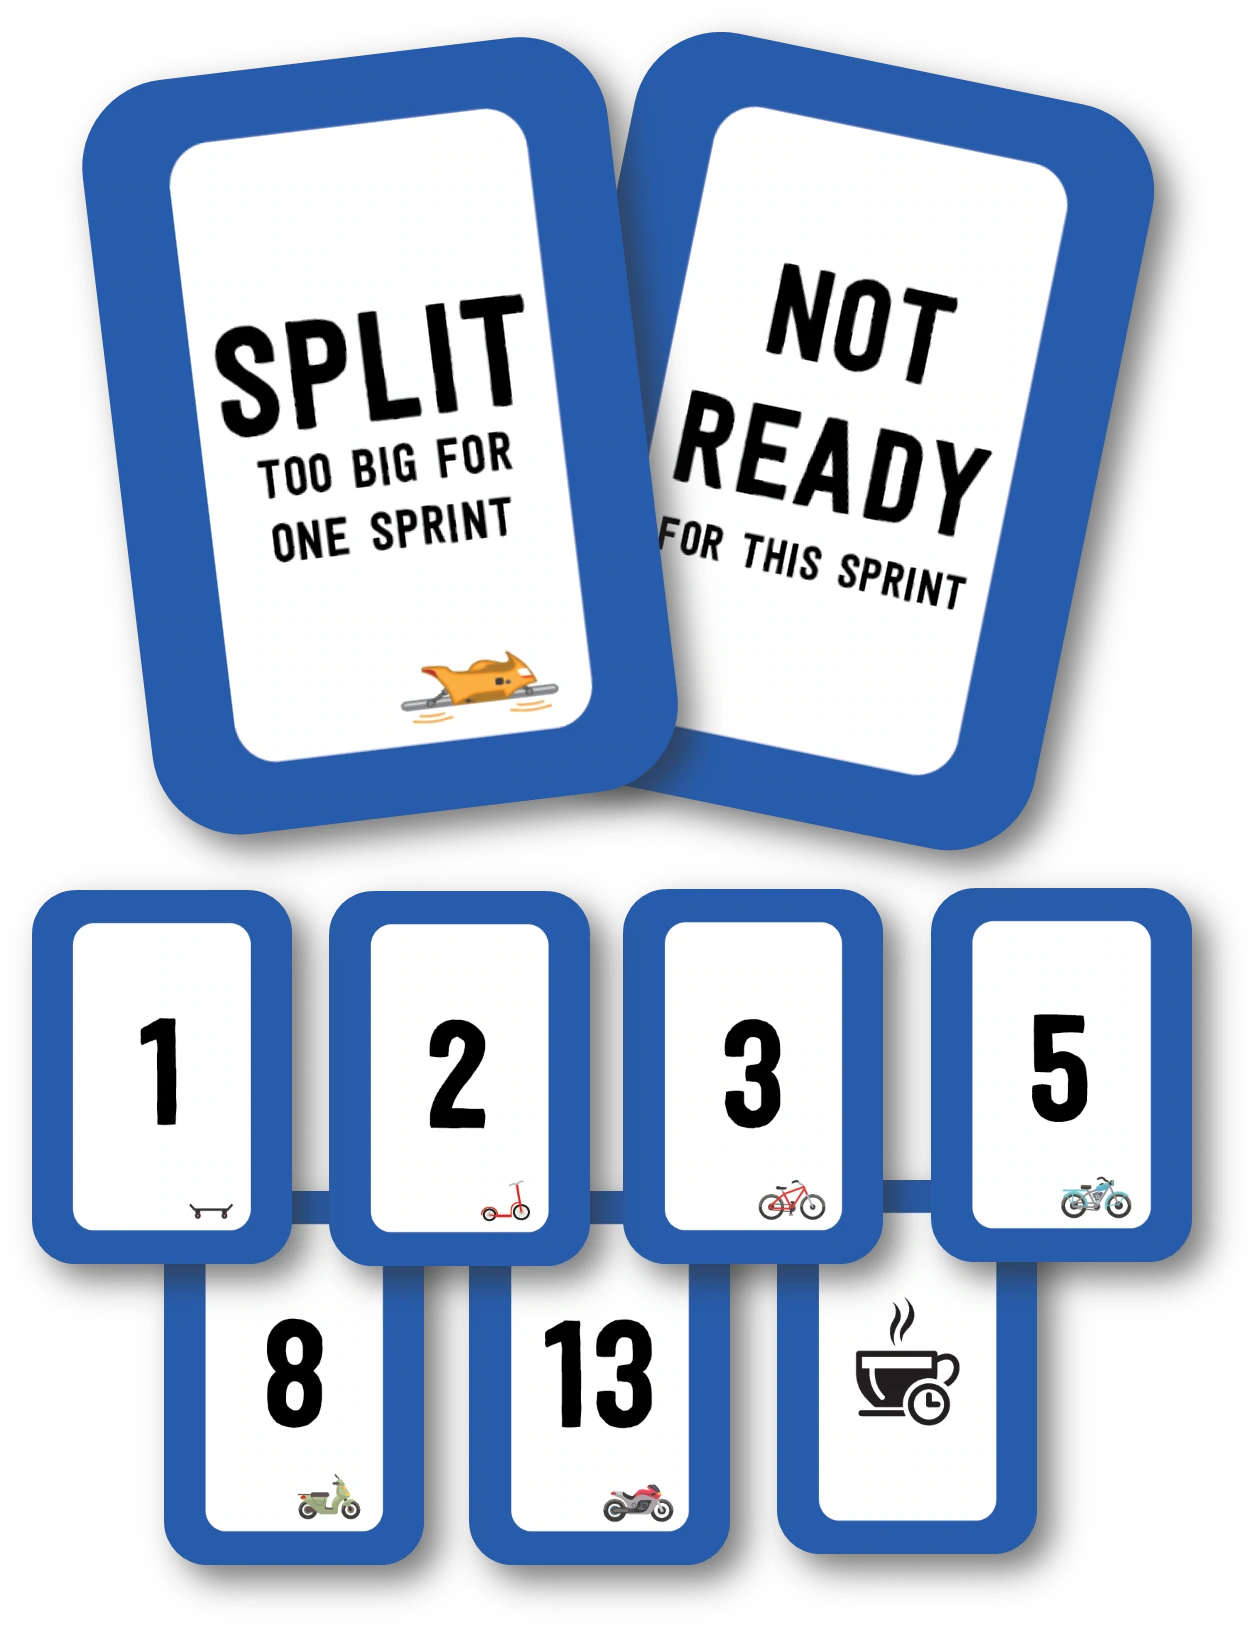 SPLIT
TOO BIG FOR
ONE SPRINT
NOT
READY
FOR THIS SPRINT
1
2
3
5
8
13